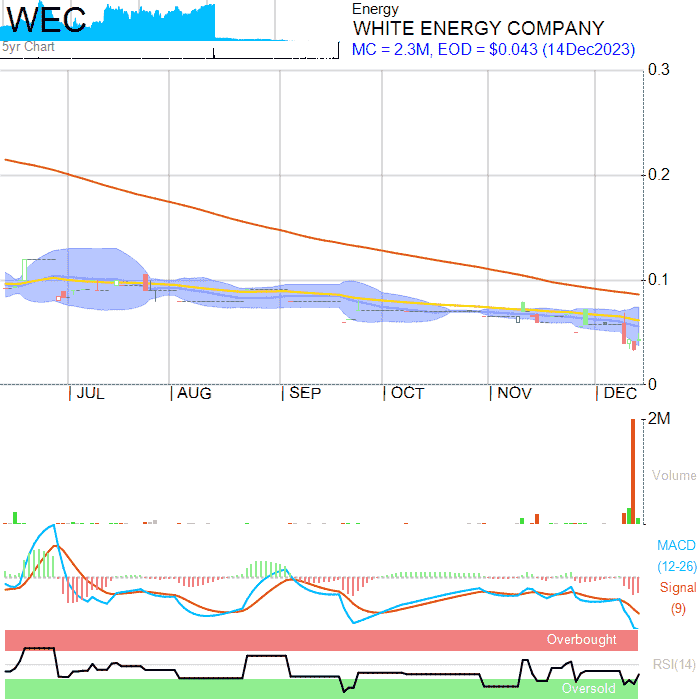 WEC
Energy
WHITE ENERGY COMPANY
5yr Chart
MC = 2.3M, EOD = $0.043 (14Dec2023)
0.3
0.2
0.1
0
JUL AUG SEP OCT NOV DEC
2M
Volume
MACD
(12-26)
Signal
(9)
Overbought
RSI(14)
Oversold